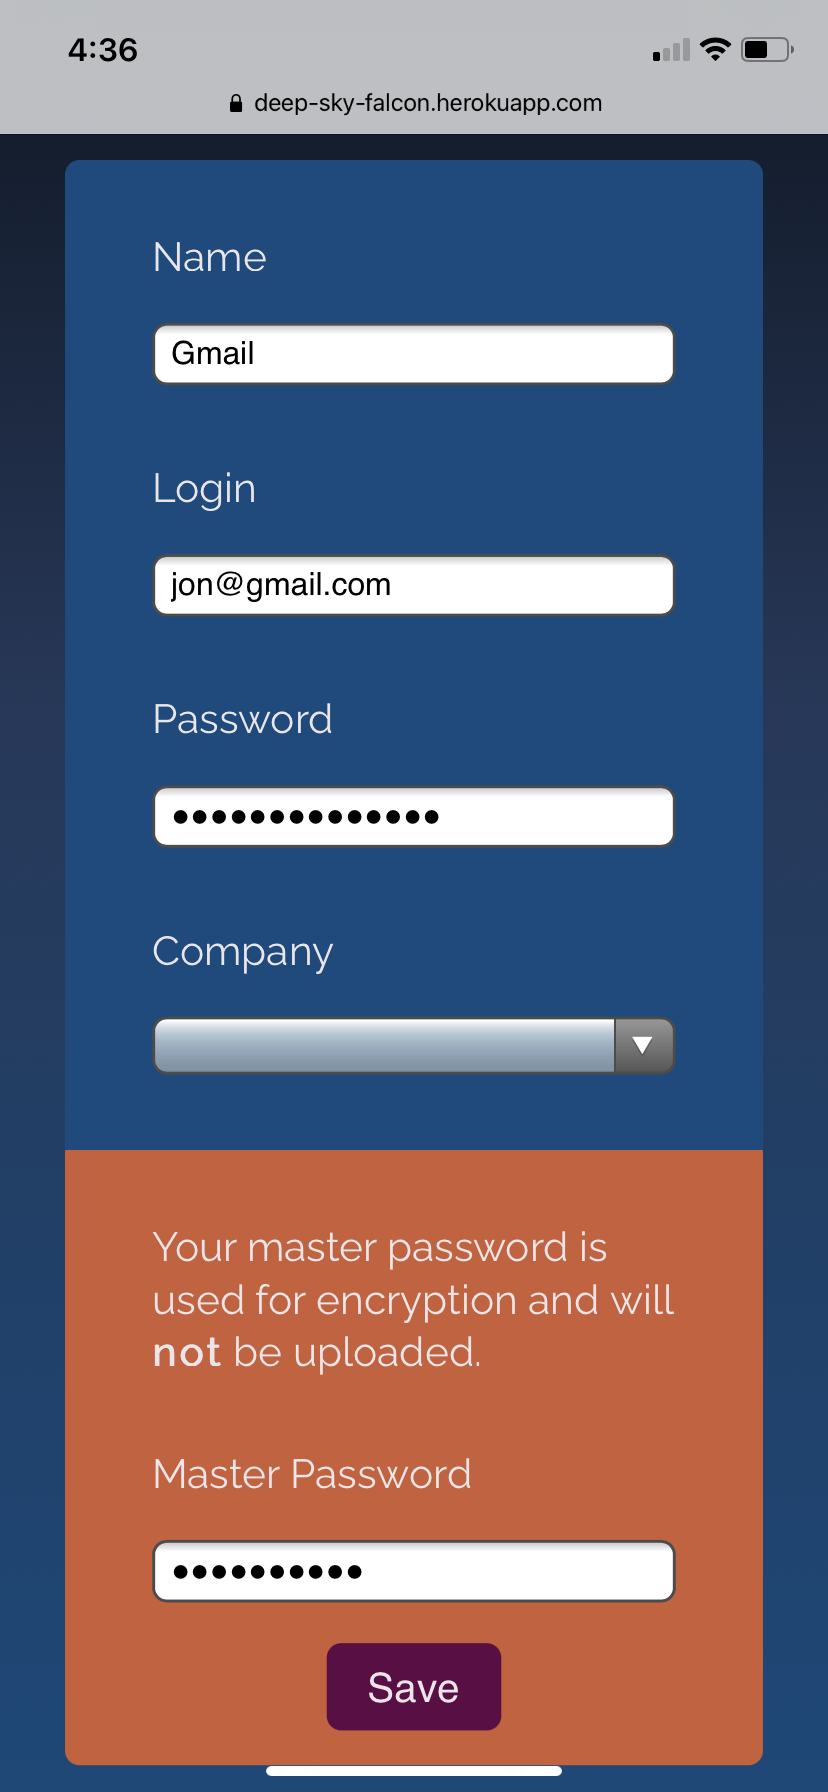 4:36
deep-sky-falcon.herokuapp.com
Name
Gmail
Login
jon@gmail.com
Password
••••••••••••••
Company
Your master password is
used for encryption and will
not be uploaded.
Master Password
••••••••••
Save